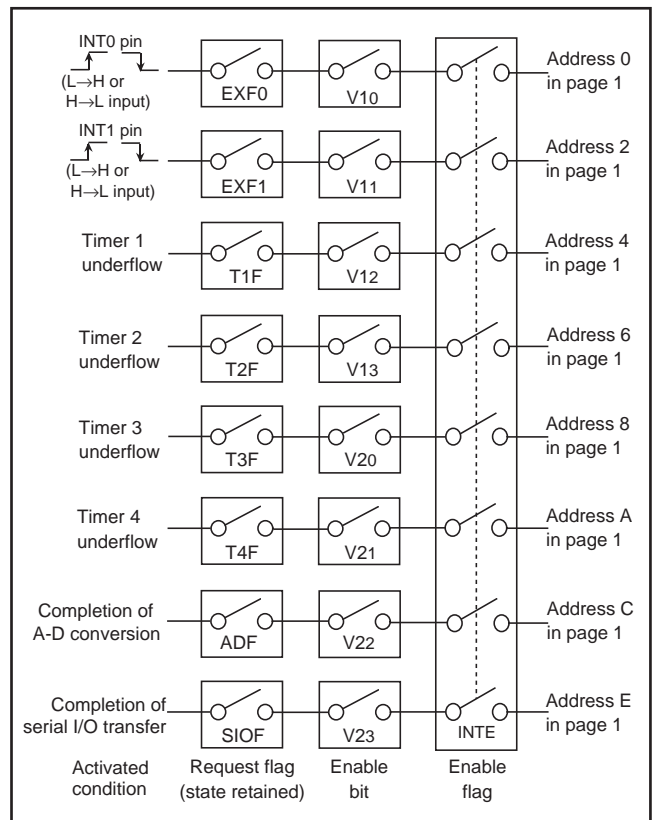 INT0 pin
(L→H or
H→L input)
EXF0
V10
Address 0
in page 1
INT1 pin
(L→H or
H→L input)
EXF1
V11
Address 2
in page 1
Timer 1
underflow
T1F
V12
Address 4
in page 1
Timer 2
underflow
T2F
V13
Address 6
in page 1
Timer 3
underflow
T3F
V20
Address 8
in page 1
Timer 4
underflow
T4F
V21
Address A
in page 1
Completion of
A-D conversion
ADF
V22
Address C
in page 1
Completion of
serial I/O transfer
SIOF
V23
INTE
Address E
in page 1
Activated
condition
Request flag
(state retained)
Enable
bit
Enable
flag